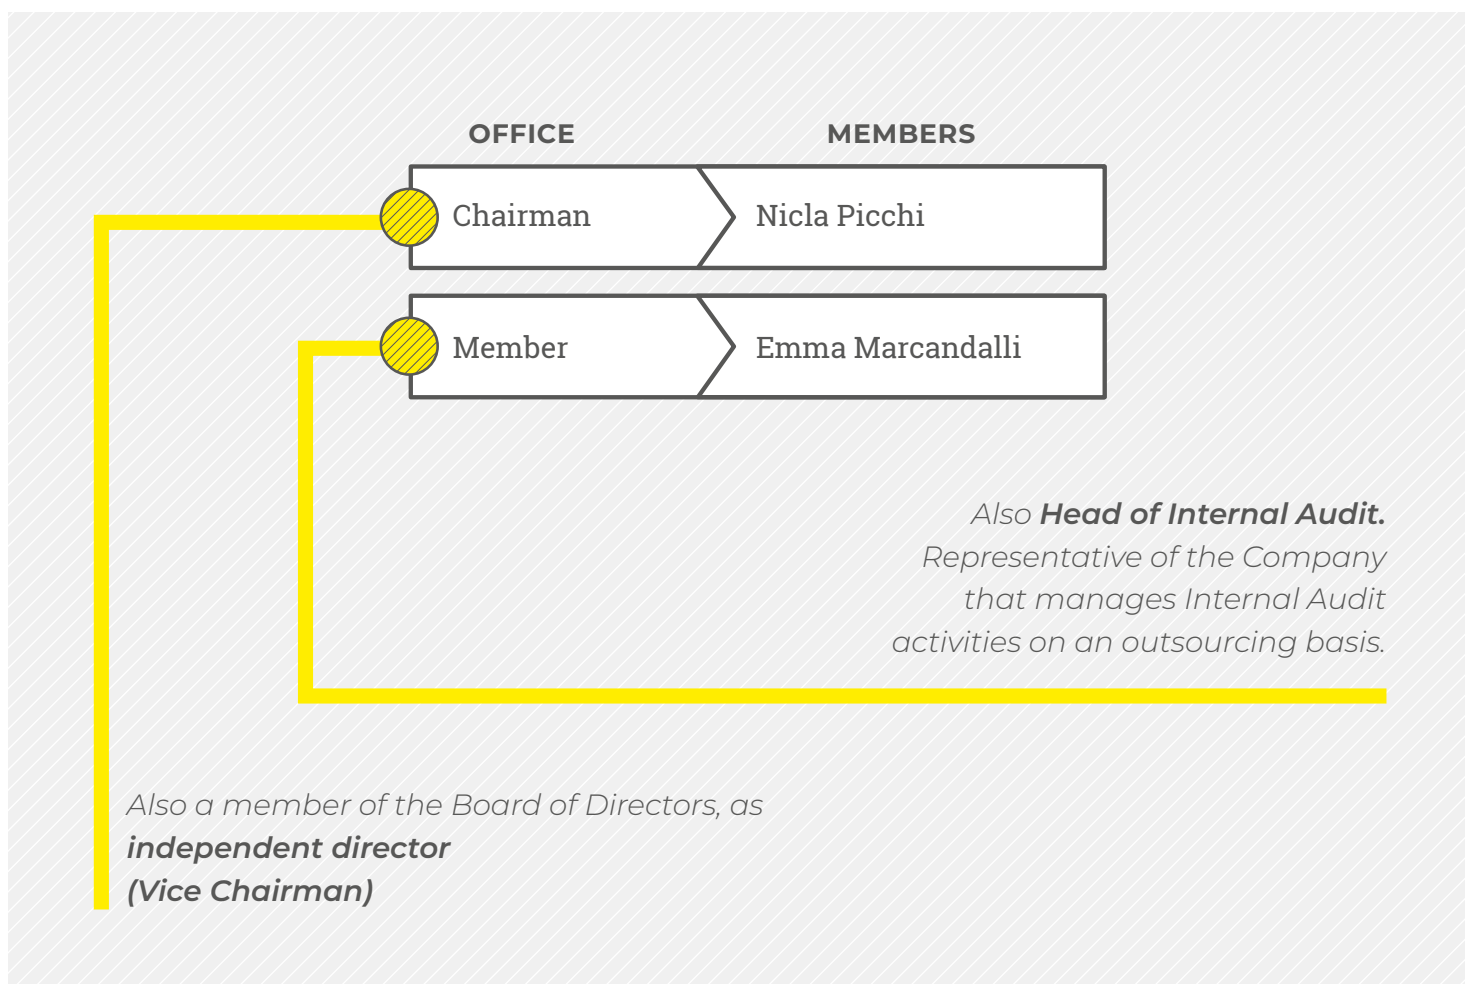 OFFICE MEMBERS
Chairman Nicla Picchi
Member Emma Marcandalli
Also Head of Internal Audit.
Representative of the Company
that manages Internal Audit
activities on an outsourcing basis.
Also a member of the Board of Directors, as
independent director
(Vice Chairman)